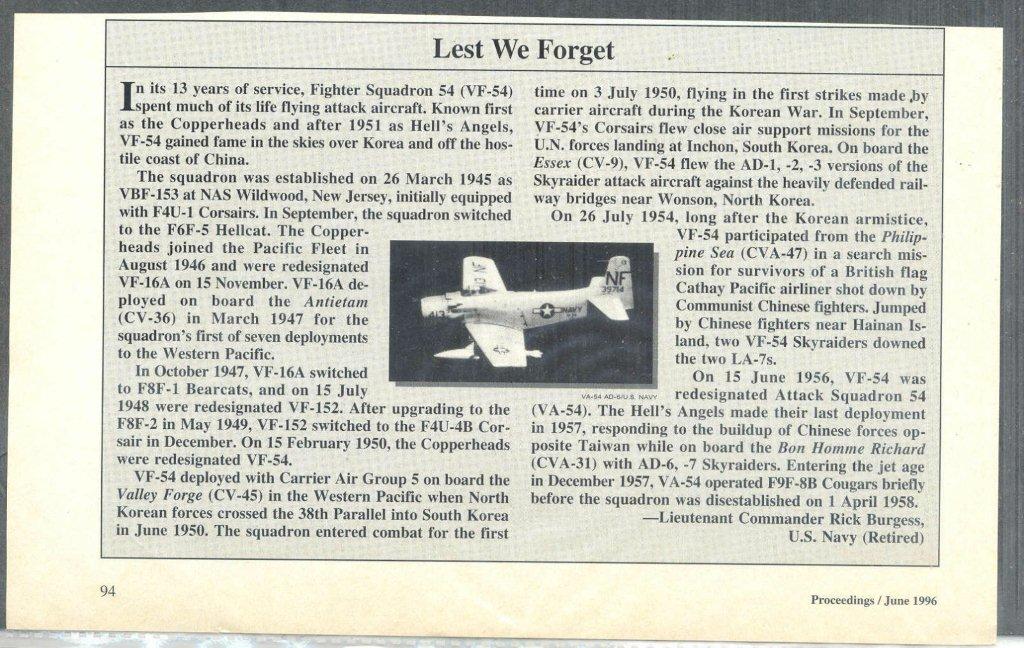 Lest We Forget
In its 13 years of service, Fighter Squadron 54 (VF-54)
spent much of its life flying attack aircraft. Known first
as the Copperheads and after 1951 as Hell's Angels,
VF-54 gained fame in the skies over Korea and off the hos-
tile coast of China.
The squadron was established on 26 March 1945 as
VBF-153 at NAS Wildwood, New Jersey, initially equipped
with F4U-1 Corsairs. In September, the squadron switched
to the F6F-5 Hellcat. The Copper-
heads joined the Pacific Fleet in
August 1946 and were redesignated
VF-16A on 15 November. VF-16A de-
ployed on board the Antietam
(CV-36) in March 1947 for the
squadron's first of seven deployments
to the Western Pacific.
In October 1947, VF-16A switched
to F8F-1 Bearcats, and on 15 July
1948 were redesignated VF-152. After upgrading to the
F8F-2 in May 1949, VF-152 switched to the F4U-4B Cor-
sair in December. On 15 February 1950, the Copperheads
were redesignated VF-54.
VF-54 deployed with Carrier Air Group 5 on board the
Valley Forge (CV-45) in the Western Pacific when North
Korean forces crossed the 38th Parallel into South Korea
in June 1950. The squadron entered combat for the first
time on 3 July 1950, flying in the first strikes made by
carrier aircraft during the Korean War. In September,
VF-54's Corsairs flew close air support missions for the
U.N. forces landing at Inchon, South Korea. On board the
Essex (CV-9), VF-54 flew the AD-1, -2, -3 versions of the
Skyraider attack aircraft against the heavily defended rail-
way bridges near Wonson, North Korea.
On 26 July 1954, long after the Korean armistice,
VF-54 participated from the Philip-
pine Sea (CVA-47) in a search mis-
sion for survivors of a British flag
Cathay Pacific airliner shot down by
Communist Chinese fighters. Jumped
by Chinese fighters near Hainan Is-
land, two VF-54 Skyraiders downed
the two LA-7s.
On 15 June 1956, VF-54 was
redesignated Attack Squadron 54
(VA-54). The Hell's Angels made their last deployment
in 1957, responding to the buildup of Chinese forces op-
posite Taiwan while on board the Bon Homme Richard
(CVA-31) with AD-6, -7 Skyraiders. Entering the jet age
in December 1957, VA-54 operated F9F-8B Cougars briefly
before the squadron was disestablished on 1 April 1958.
—Lieutenant Commander Rick Burgess,
U.S. Navy (Retired)
NF
39714
NAVY
413
VA-54 AD-6/U.S. NAVY
94
Proceedings / June 1996